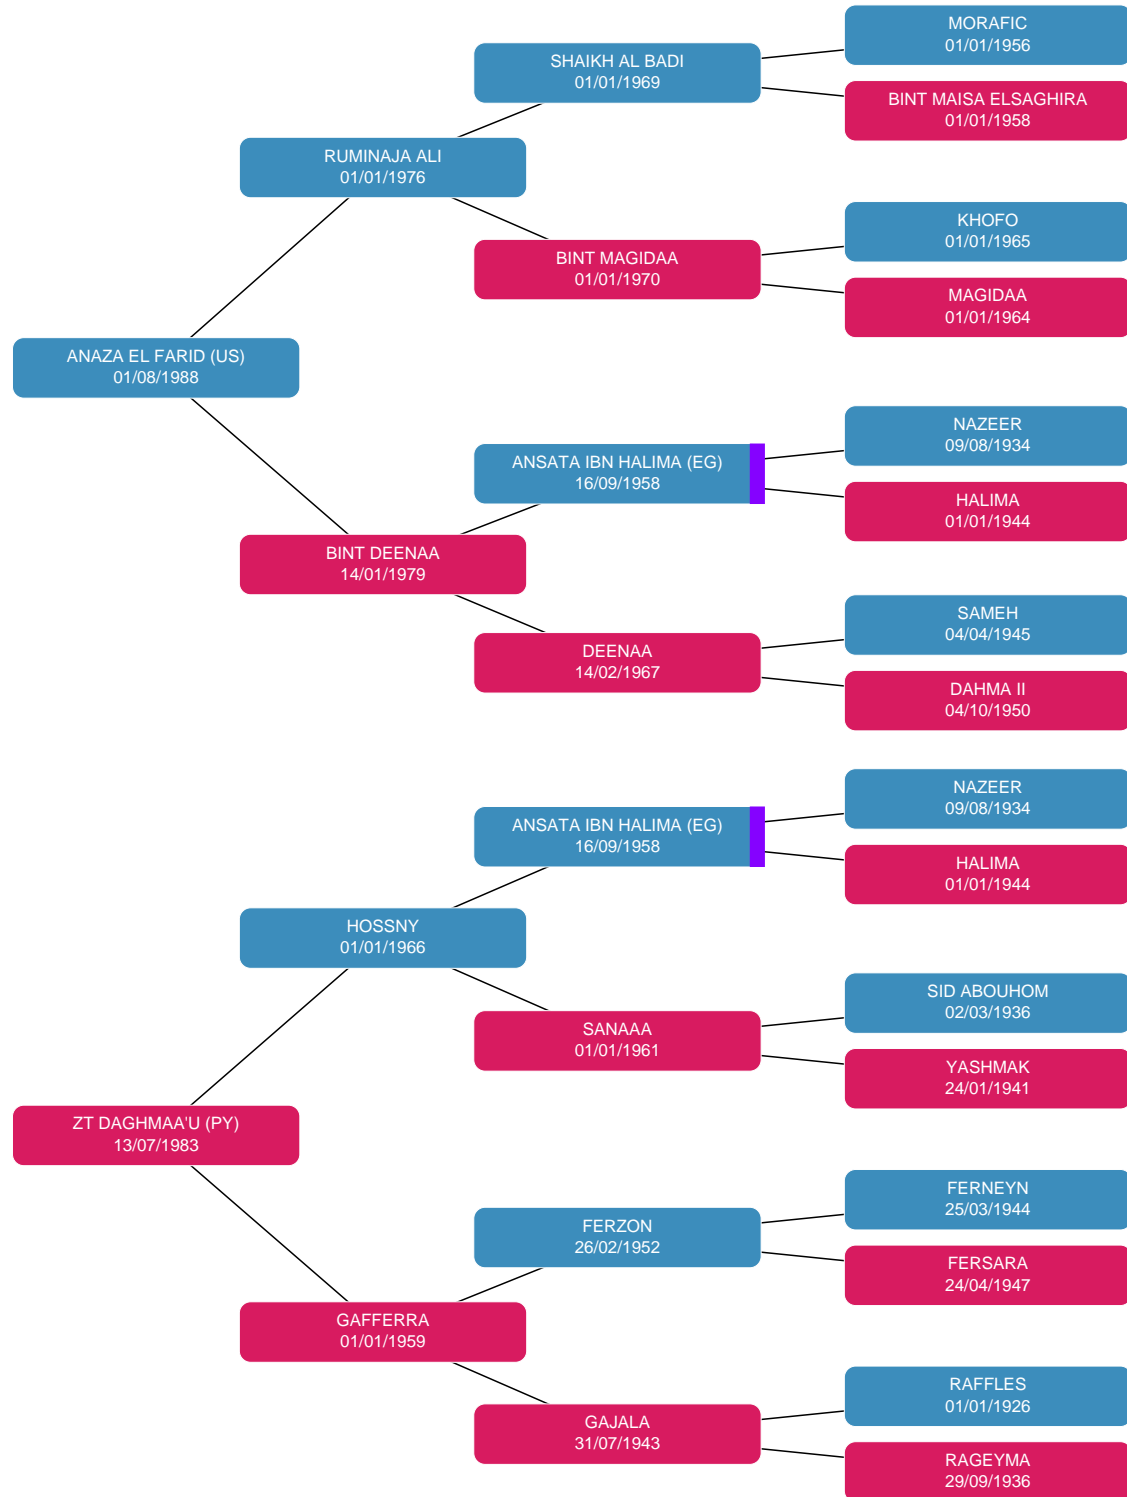 MORAFIC
01/01/1956
SHAIKH AL BADI
01/01/1969
BINT MAISA ELSAGHIRA
01/01/1958
RUMINAJA ALI
01/01/1976
KHOFO
01/01/1965
BINT MAGIDAA
01/01/1970
MAGIDAA
01/01/1964
ANAZA EL FARID (US)
01/08/1988
NAZEER
09/08/1934
ANSATA IBN HALIMA (EG)
16/09/1958
HALIMA
01/01/1944
BINT DEENAA
14/01/1979
SAMEH
04/04/1945
DEENAA
14/02/1967
DAHMA II
04/10/1950
NAZEER
09/08/1934
ANSATA IBN HALIMA (EG)
16/09/1958
HALIMA
01/01/1944
HOSSNY
01/01/1966
SID ABOUHOM
02/03/1936
SANAAA
01/01/1961
YASHMAK
24/01/1941
ZT DAGHMAA'U (PY)
13/07/1983
FERNEYN
25/03/1944
FERZON
26/02/1952
FERSARA
24/04/1947
GAFFERRA
01/01/1959
RAFFLES
01/01/1926
GAJALA
31/07/1943
RAGEYMA
29/09/1936